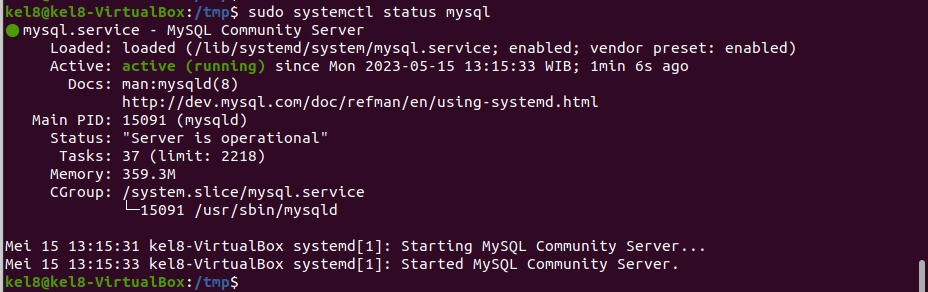 kel8@kel8-VirtualBox:/tmp$ sudo systemctl status mysql
● mysql.service - MySQL Community Server
     Loaded: loaded (/lib/systemd/system/mysql.service; enabled; vendor preset: enabled)
     Active: active (running) since Mon 2023-05-15 13:15:33 WIB; 1min 6s ago
       Docs: man:mysqld(8)
             http://dev.mysql.com/doc/refman/en/using-systemd.html
   Main PID: 15091 (mysqld)
     Status: "Server is operational"
      Tasks: 37 (limit: 2218)
     Memory: 359.3M
     CGroup: /system.slice/mysql.service
             └─15091 /usr/sbin/mysqld
Mei 15 13:15:31 kel8-VirtualBox systemd[1]: Starting MySQL Community Server...
Mei 15 13:15:33 kel8-VirtualBox systemd[1]: Started MySQL Community Server.
kel8@kel8-VirtualBox:/tmp$